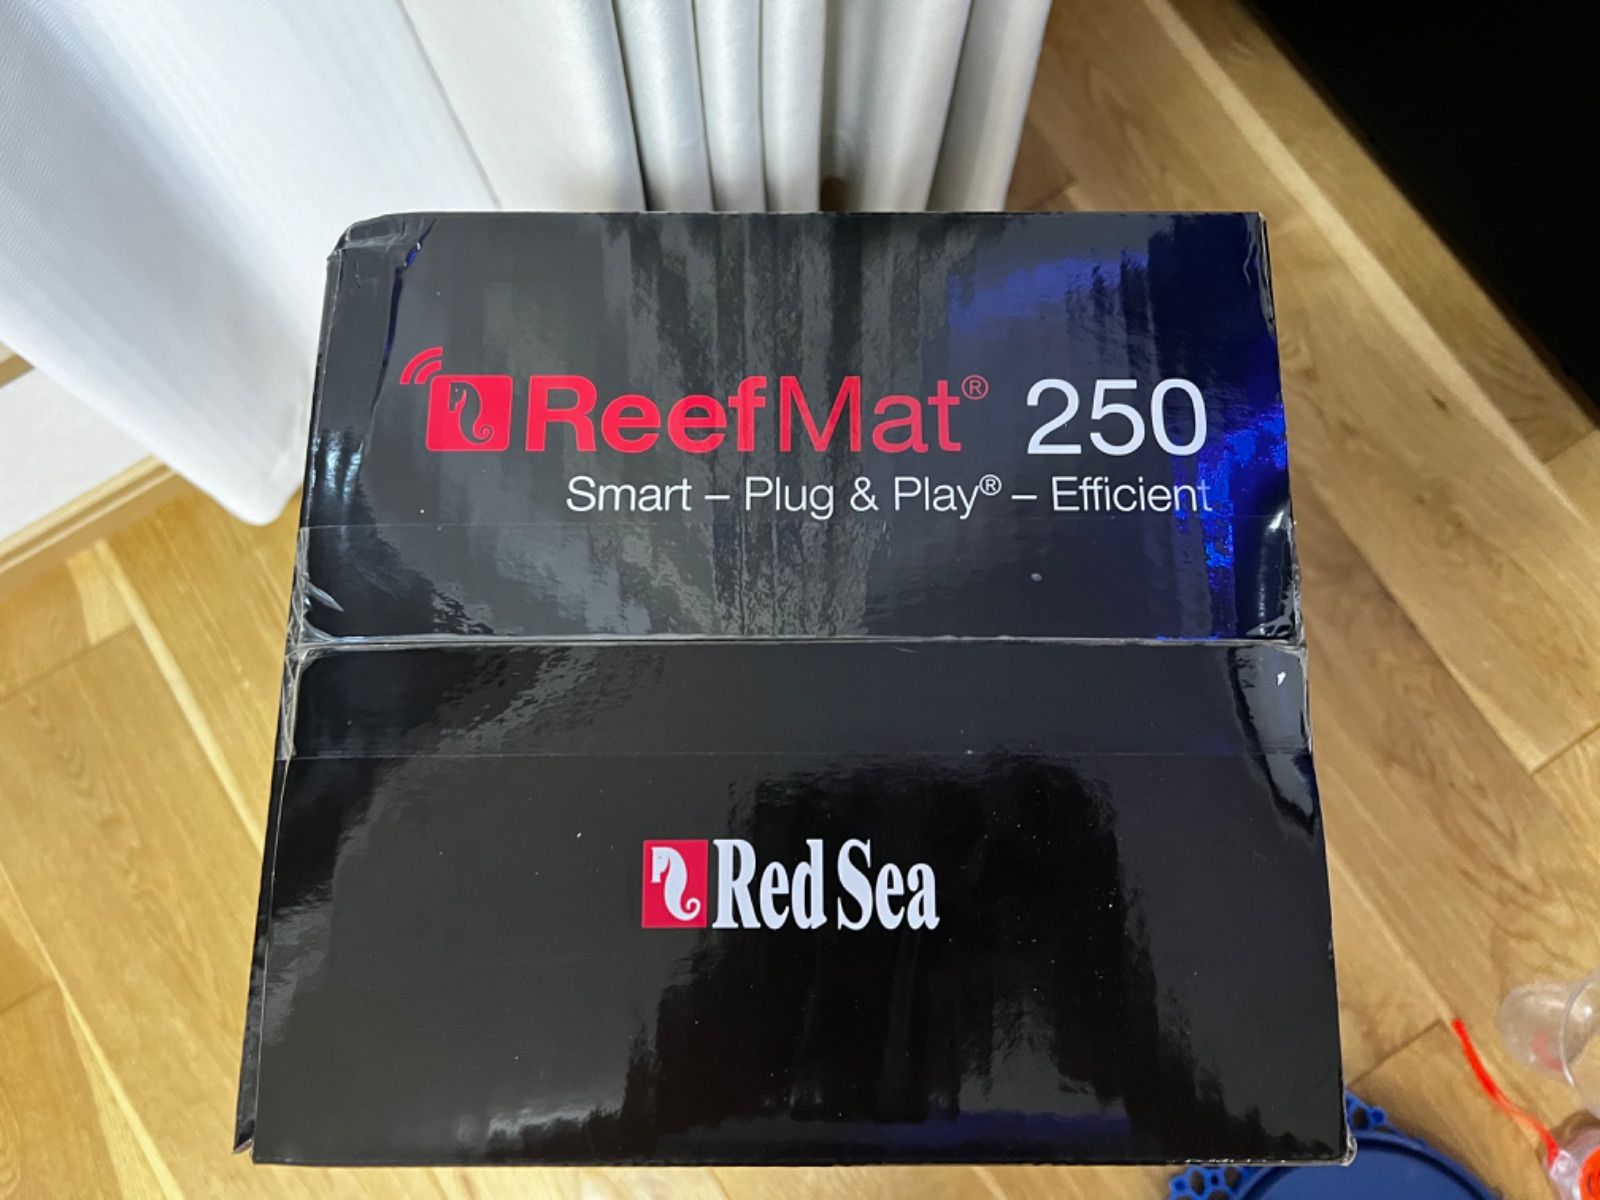 ReefMat® 250
Smart – Plug & Play® – Efficient
Red Sea